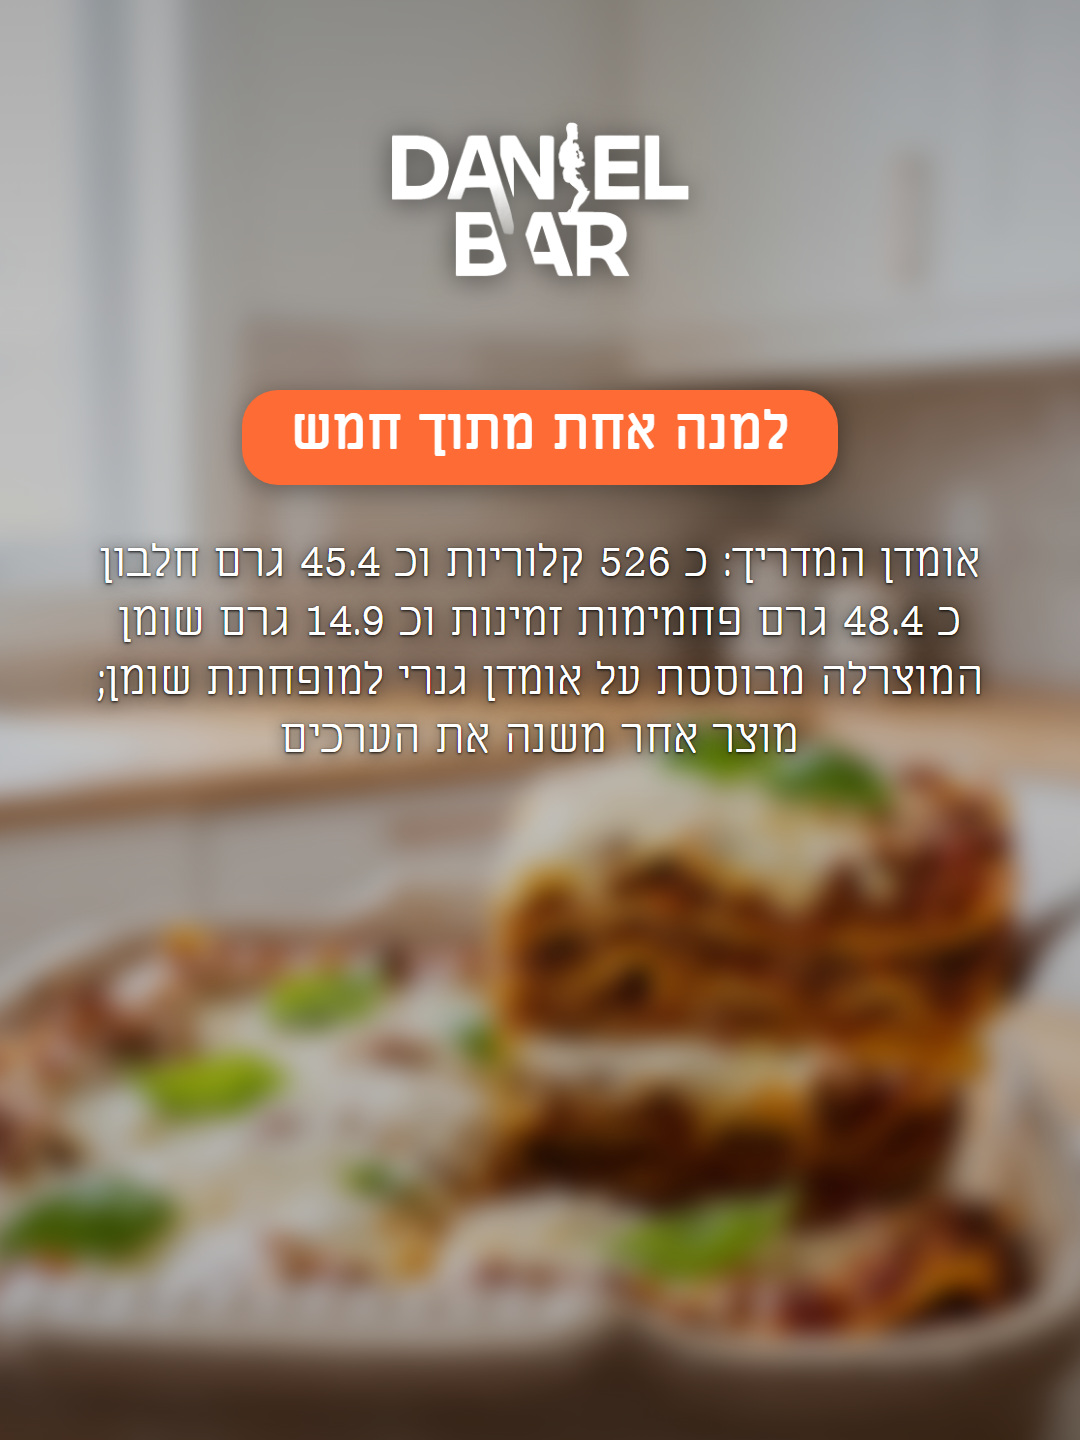 DANIEL
BAR
למנה אחת מתוך חמש
אומדן המדריך: כ 526 קלוריות וכ 45.4 גרם חלבון
כ 48.4 גרם פחמימות זמינות וכ 14.9 גרם שומן
המוצרלה מבוססת על אומדן גנרי למופחתת שומן;
מוצר אחר משנה את הערכים